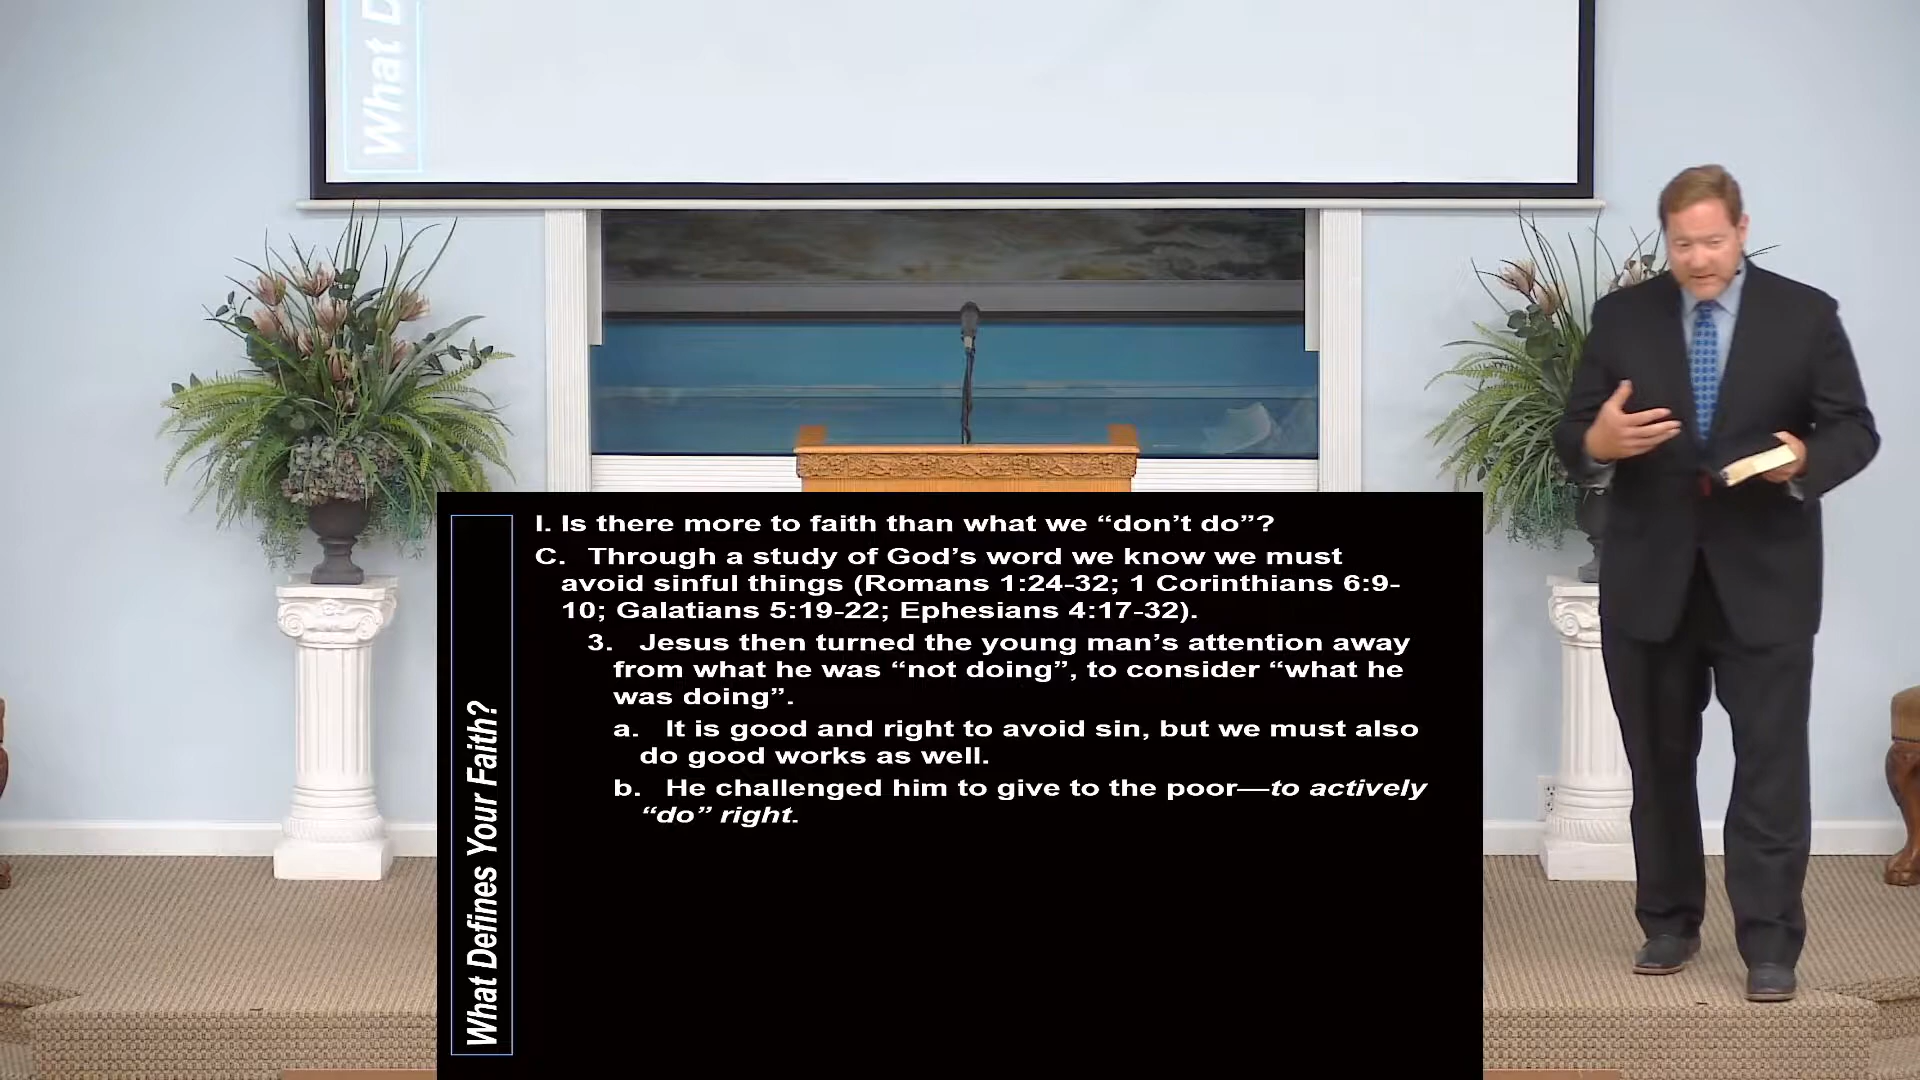 What D
I. Is there more to faith than what we “don’t do”?
C. Through a study of God’s word we know we must
avoid sinful things (Romans 1:24-32; 1 Corinthians 6:9-
10; Galatians 5:19-22; Ephesians 4:17-32).
3. Jesus then turned the young man’s attention away
from what he was “not doing”, to consider “what he
was doing”.
a. It is good and right to avoid sin, but we must also
do good works as well.
b. He challenged him to give to the poor—to actively
“do” right.
What Defines Your Faith?